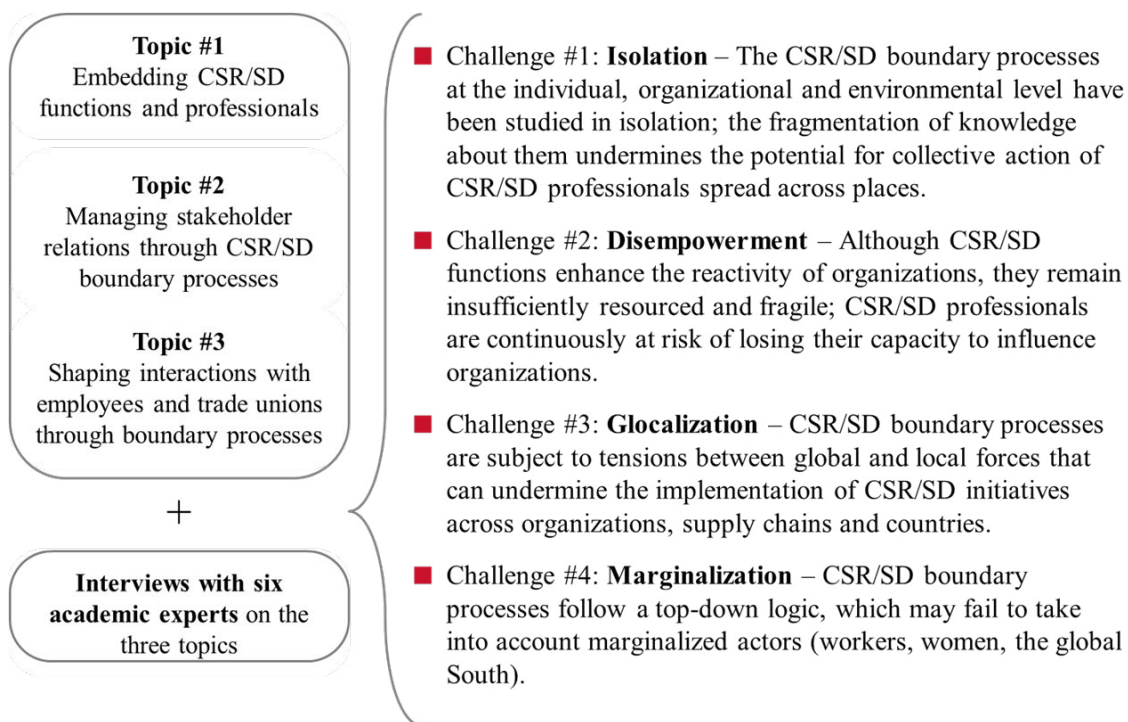 Topic #1
Embedding CSR/SD
functions and professionals
Topic #2
Managing stakeholder
relations through CSR/SD
boundary processes
Topic #3
Shaping interactions with
employees and trade unions
through boundary processes
+
Interviews with six
academic experts on the
three topics
Challenge #1: Isolation – The CSR/SD boundary processes
at the individual, organizational and environmental level have
been studied in isolation; the fragmentation of knowledge
about them undermines the potential for collective action of
CSR/SD professionals spread across places.
Challenge #2: Disempowerment – Although CSR/SD
functions enhance the reactivity of organizations, they remain
insufficiently resourced and fragile; CSR/SD professionals
are continuously at risk of losing their capacity to influence
organizations.
Challenge #3: Glocalization – CSR/SD boundary processes
are subject to tensions between global and local forces that
can undermine the implementation of CSR/SD initiatives
across organizations, supply chains and countries.
Challenge #4: Marginalization – CSR/SD boundary
processes follow a top-down logic, which may fail to take
into account marginalized actors (workers, women, the global
South).